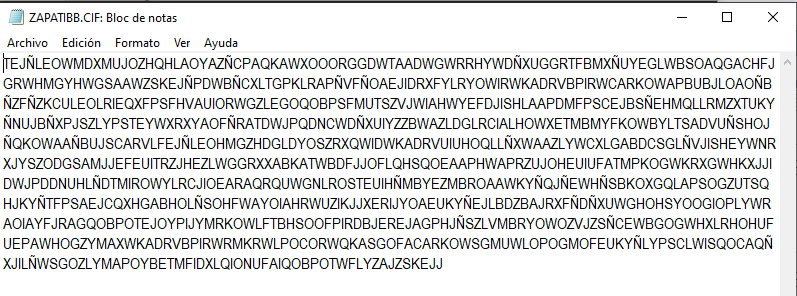 ZAPATIBB.CIF: Bloc de notas
Archivo Edición Formato Ver Ayuda
TEJÑLEOWMDXMUJOZHQHLAOYAZÑCPAQKAWXOOORGGDWTAADWGWRRHYWDÑXUGGRTFBMXÑUYEGLWBSOAQGACHFJ
GRWHMGYHWGSAAWZSKEJÑPDWBÑCXLTGPKLRAPÑVFÑOAEJIDRXFYLRYOWIRWKADRVBPIRWCARKOWAPBUBJLOAOÑB
ÑZFÑZKCULEOLRIEQXFPSFHVAUIORWGZLEGOQOBPSFMUTSZVJWIAHWYEFDJISHLAAPDMFPSCEJBSÑEHMQLLRMZXTUKY
ÑNUJBÑXPJSZLYPSTEYWXRXYAOFÑRATDWJPQDNCWDÑXUIYZZBWAZLDGLRCIALHOWXETMBMYFKOWBYLTSADVUÑSHOJ
ÑQKOWAAÑBUJSCARVLFEJÑLEOHMGZHDGLDYOSZRXQWIDWKADRVUIUHOQLLÑXWAAZLYWCXLGABDCSGLÑVJISHEYWNR
XJYSZODGSAMJJEFEUITRZJHEZLWGGRXXABKATWBDFJJOFLQHSQOEAAPHWAPRZUJOHEUIUFATMPKOGWKRXGWHKXJJI
DWJPDDNUHLÑDTMIROWYLRCJIOEARAQRQUWGNLROSTEUIHÑMBYEZMBROAAWKYÑQJÑEWHÑSBKOXGQLAPSOGZUTSQ
HJKYÑTFPSAEJCQXHGABHOLÑSOHFWAYOIAHRWUZIKJJXERIJYOAEUKYÑEJLBDZBAJRXFÑDÑXUWGHOHSYOOGIOPLYWR
AOIAYFJRAGQOBPOTEJOYPIJYMRKOWLFTBHSOOFPIRDBJEREJAGPHJÑSZLVMBRYOWOZVJZSÑCEWBGOGWHXLRHOHUF
UEPAWHOGZYMAXWKADRVBPIRWRMKRWLPOCORWQKASGOFACARKOWSGMUWLOPOGMOFEUKYÑLYPSCLWISQOCAQÑ
XJILÑWSGOZLYMAPOYBETMFIDXLQIONUFAIQOBPOTWFLYZAJZSKEJJ